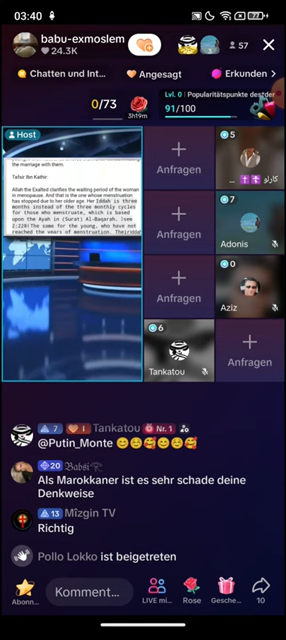 03:40
77
babu-exmoslem
24.3K
57
Chatten und Int...
Angesagt
Erkunden >
0/73
3h19m
Lvl. 0 | Popularitätspunkte des
91/100
Host
the marriage with them.
Tafsir Ibn Kathir:
Allah the Exalted clarifies the waiting period of the woman
in menopause. And that is the one whose menstruation
has stopped due to her older age. Her Iddah is three
months instead of the three monthly cycles
for those who menstruate, which is based
upon the Ayah in (Surat) Al-Baqarah. (see
2:228)The same for the young, who have not
reached the years of menstruation. Their
Anfragen
5
كارلو
Anfragen
7
Adonis
Anfragen
0
Aziz
6
Tankatou
Anfragen
7 1 Tankatou Nr. 1
@Putin_Monte
20 Babsi
Als Marokkaner ist es sehr schade deine
Denkweise
13 Mîzgin TV
Richtig
Pollo Lokko ist beigetreten
Komment...
Abonn...
LIVE mi...
Rose
Gesche...
10